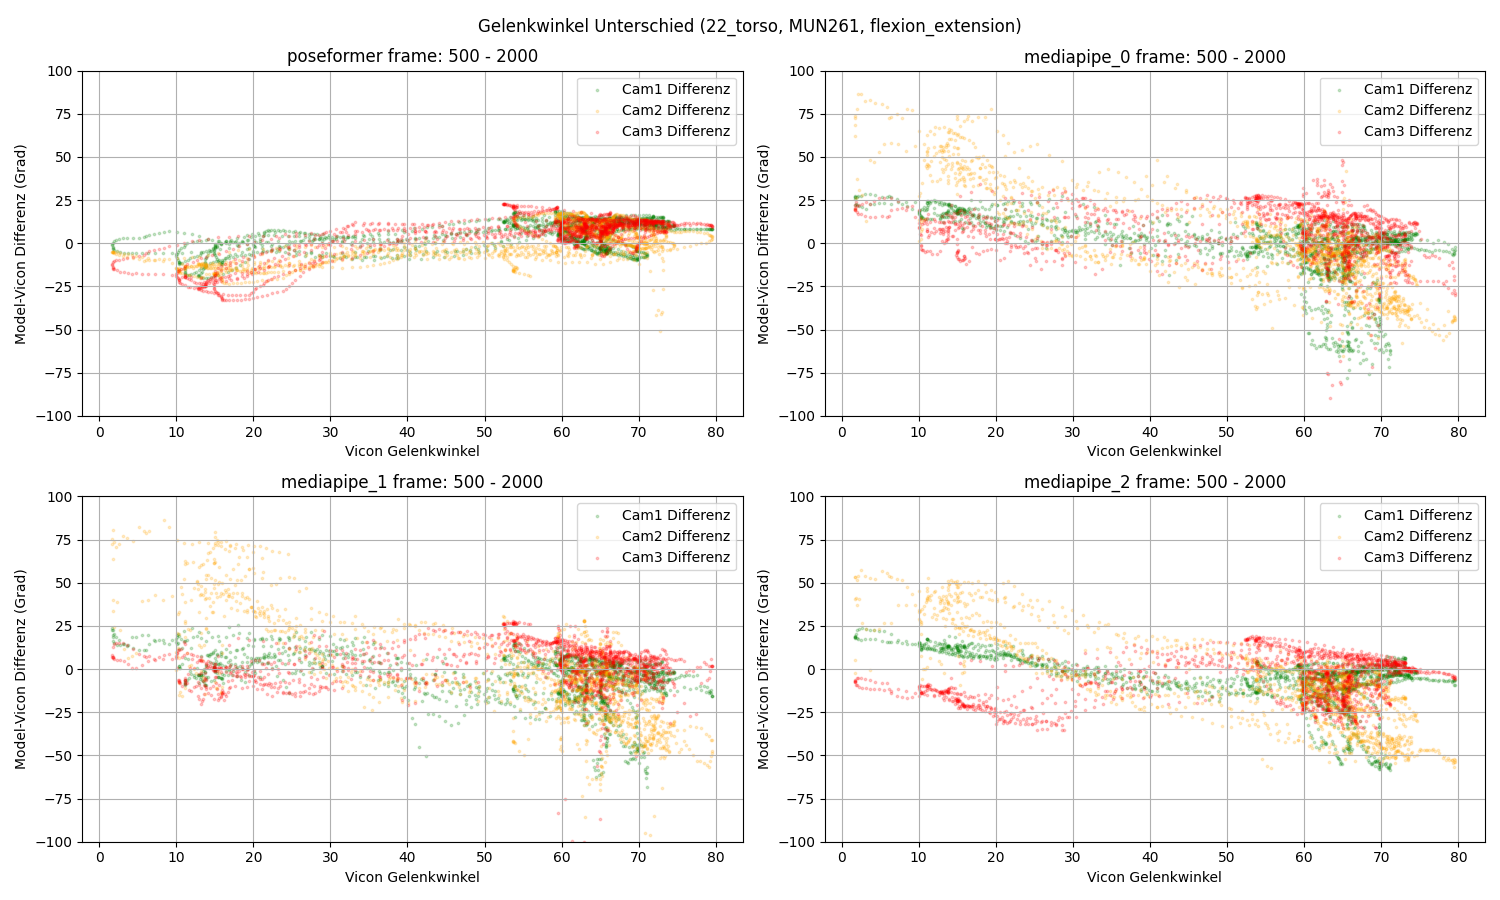 Gelenkwinkel Unterschied (22_torso, MUN261, flexion_extension)
poseformer frame: 500 - 2000
100
75
50
25
0
−25
−50
−75
−100
Model-Vicon Differenz (Grad)
Cam1 Differenz
Cam2 Differenz
Cam3 Differenz
0 10 20 30 40 50 60 70 80
Vicon Gelenkwinkel
mediapipe_0 frame: 500 - 2000
100
75
50
25
0
−25
−50
−75
−100
Model-Vicon Differenz (Grad)
Cam1 Differenz
Cam2 Differenz
Cam3 Differenz
0 10 20 30 40 50 60 70 80
Vicon Gelenkwinkel
mediapipe_1 frame: 500 - 2000
100
75
50
25
0
−25
−50
−75
−100
Model-Vicon Differenz (Grad)
Cam1 Differenz
Cam2 Differenz
Cam3 Differenz
0 10 20 30 40 50 60 70 80
Vicon Gelenkwinkel
mediapipe_2 frame: 500 - 2000
100
75
50
25
0
−25
−50
−75
−100
Model-Vicon Differenz (Grad)
Cam1 Differenz
Cam2 Differenz
Cam3 Differenz
0 10 20 30 40 50 60 70 80
Vicon Gelenkwinkel